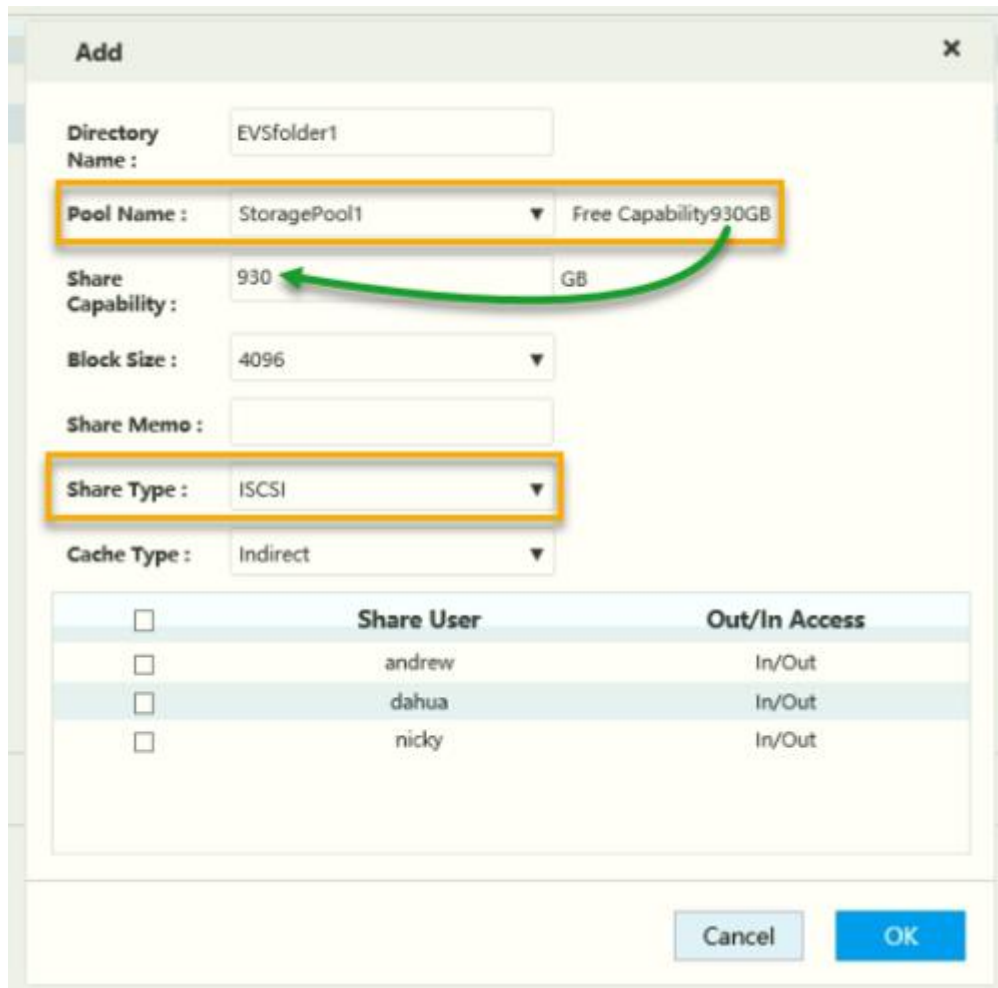 Add
Directory
Name :
EVSfolder1
Pool Name :
StoragePool1
Free Capability930GB
Share
Capability :
930
GB
Block Size :
4096
Share Memo :
Share Type :
ISCSI
Cache Type :
Indirect
Share User
Out/In Access
andrew
In/Out
dahua
In/Out
nicky
In/Out
Cancel
OK